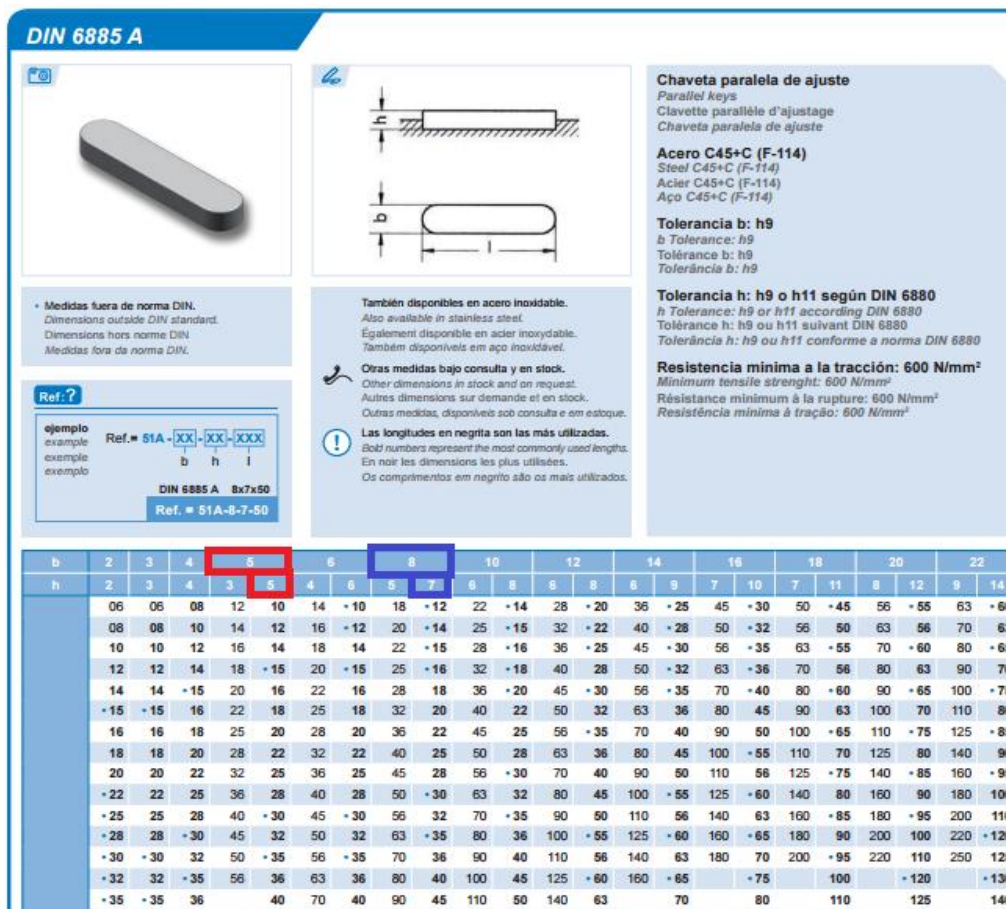 DIN 6885 A
h
b
l
Chaveta paralela de ajuste
Parallel keys
Clavette parallèle d'ajustage
Chaveta paralela de ajuste
Acero C45+C (F-114)
Steel C45+C (F-114)
Acier C45+C (F-114)
Aço C45+C (F-114)
Tolerancia b: h9
b Tolerance: h9
Tolérance b: h9
Tolerância b: h9
Tolerancia h: h9 o h11 según DIN 6880
h Tolerance: h9 or h11 according DIN 6880
Tolérance h: h9 ou h11 suivant DIN 6880
Tolerância h: h9 ou h11 conforme a norma DIN 6880
Resistencia minima a la tracción: 600 N/mm²
Minimum tensile strenght: 600 N/mm²
Résistance minimum à la rupture: 600 N/mm²
Resistência minima à tração: 600 N/mm²
• Medidas fuera de norma DIN.
Dimensions outside DIN standard.
Dimensions hors norme DIN
Medidas fora da norma DIN.
También disponibles en acero inoxidable.
Also available in stainless steel.
Également disponible en acier inoxydable.
Também disponíveis em aço inoxidável.
Otras medidas bajo consulta y en stock.
Other dimensions in stock and on request.
Autres dimensions sur demande et en stock.
Outras medidas, disponíveis sob consulta e em estoque.
! Las longitudes en negrita son las más utilizadas.
Bold numbers represent the most commonly used lengths.
En noir les dimensions les plus utilisées.
Os comprimentos em negrito são os mais utilizados.
Ref:?
ejemplo
example
exemple
exemplo
Ref.= 51A - XX - XX - XXX
b h l
DIN 6885 A 8x7x50
Ref. = 51A-8-7-50
b 2 3 4 5 6 8 10 12 14 16 18 20 22
h 2 3 4 3 5 4 6 5 7 6 8 6 8 6 9 7 10 7 11 8 12 9 14
06 06 08 12 10 14 • 10 18 • 12 22 • 14 28 • 20 36 • 25 45 • 30 50 • 45 56 • 55 63
08 08 10 14 12 16 • 12 20 • 14 25 • 15 32 • 22 40 • 28 50 • 32 56 50 63 56 70
10 10 12 16 14 18 14 22 • 15 28 • 16 36 • 25 45 • 30 56 • 35 63 • 55 70 • 60 80
12 12 14 18 • 15 20 • 15 25 • 16 32 • 18 40 28 50 • 32 63 • 36 70 56 80 63 90
14 14 • 15 20 16 22 16 28 18 36 • 20 45 • 30 56 • 35 70 • 40 80 • 60 90 • 65 100
• 15 • 15 16 22 18 25 18 32 20 40 22 50 32 63 36 80 45 90 63 100 70 110
16 16 18 25 20 28 20 36 22 45 25 56 • 35 70 40 90 50 100 • 65 110 • 75 125
18 18 20 28 22 32 22 40 25 50 28 63 36 80 45 100 • 55 110 70 125 80 140
20 20 22 32 25 36 25 45 28 56 • 30 70 40 90 50 110 56 125 • 75 140 • 85 160
• 22 22 25 36 28 40 28 50 • 30 63 32 80 45 100 • 55 125 • 60 140 80 160 90 180
• 25 25 28 40 • 30 45 • 30 56 32 70 • 35 90 50 110 56 140 63 160 • 85 180 • 95 200
• 28 • 28 • 30 45 32 50 32 63 • 35 80 36 100 • 55 125 • 60 160 • 65 180 90 200 100 220
• 30 • 30 32 50 • 35 56 • 35 70 36 90 40 110 56 140 63 180 70 200 • 95 220 110 250
• 32 32 • 35 56 36 63 36 80 40 100 45 125 • 60 160 • 65 • 75 100 • 120
• 35 • 35 36 40 70 40 90 45 110 50 140 63 70 80 110 125